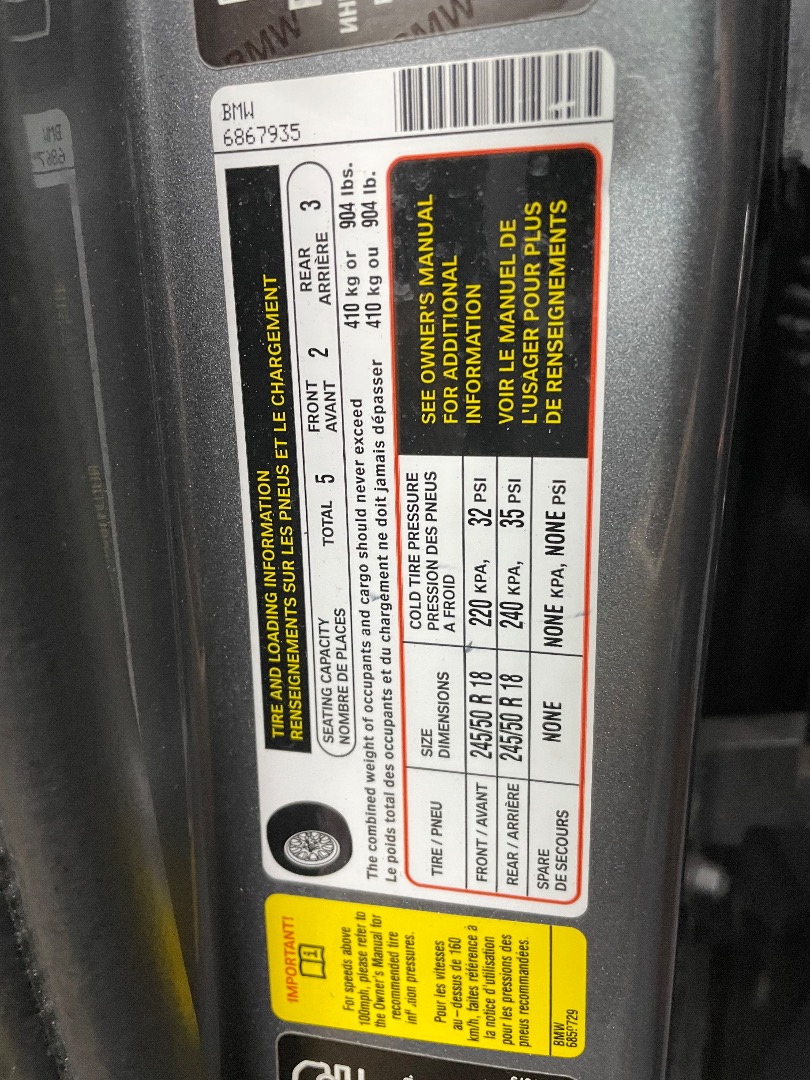 BMW
6867935
TIRE AND LOADING INFORMATION
RENSEIGNEMENTS SUR LES PNEUS ET LE CHARGEMENT
SEATING CAPACITY TOTAL 5 FRONT 2 REAR 3
NOMBRE DE PLACES AVANT ARRIÈRE
The combined weight of occupants and cargo should never exceed 410 kg or 904 lbs.
Le poids total des occupants et du chargement ne doit jamais dépasser 410 kg ou 904 lb.
TIRE / PNEU
SIZE
DIMENSIONS
COLD TIRE PRESSURE
PRESSION DES PNEUS
A FROID
FRONT / AVANT 245/50 R 18 220 KPA, 32 PSI
REAR / ARRIÈRE 245/50 R 18 240 KPA, 35 PSI
SPARE
DE SECOURS
NONE NONE KPA, NONE PSI
SEE OWNER'S MANUAL
FOR ADDITIONAL
INFORMATION
VOIR LE MANUEL DE
L'USAGER POUR PLUS
DE RENSEIGNEMENTS
IMPORTANT!
For speeds above
100mph, please refer to
the Owner's Manual for
recommended tire
pressures.
Pour les vitesses
au-dessus de 160
km/h, faites référence à
la notice d'utilisation
pour les pressions des
pneus recommandées.
BMW
BMW
BMW